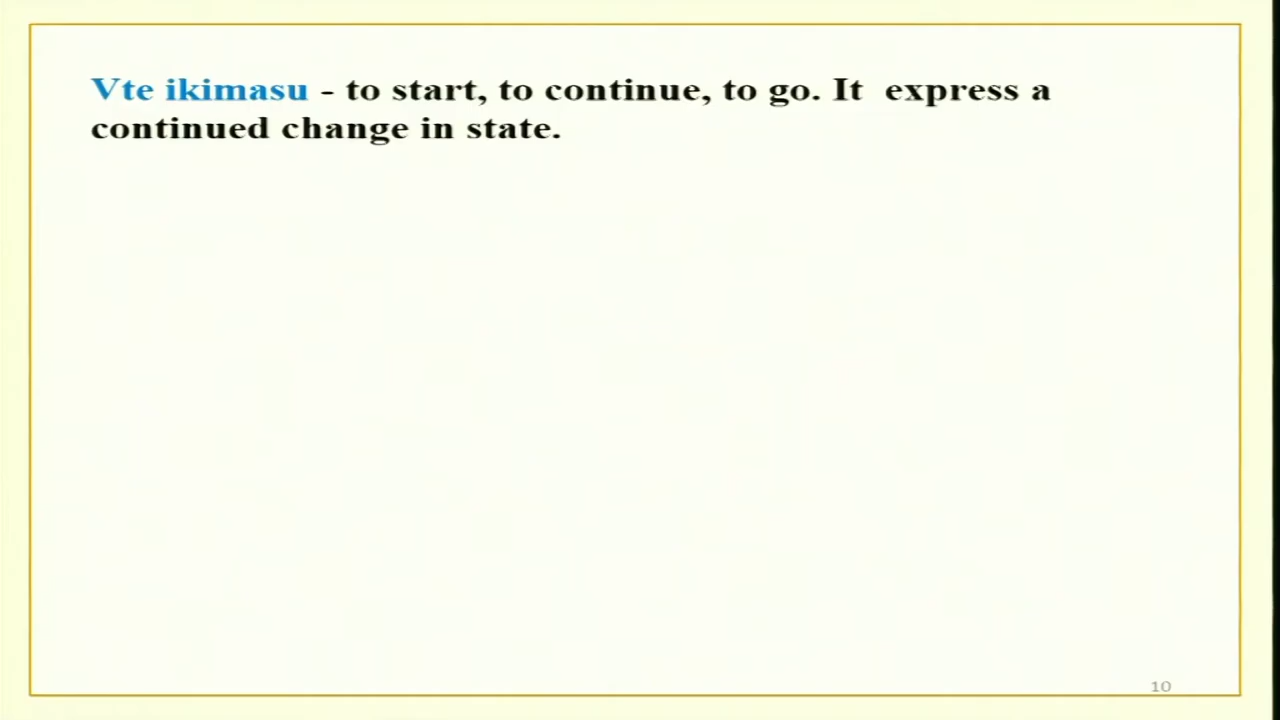 Vte ikimasu - to start, to continue, to go. It express a
continued change in state.
10